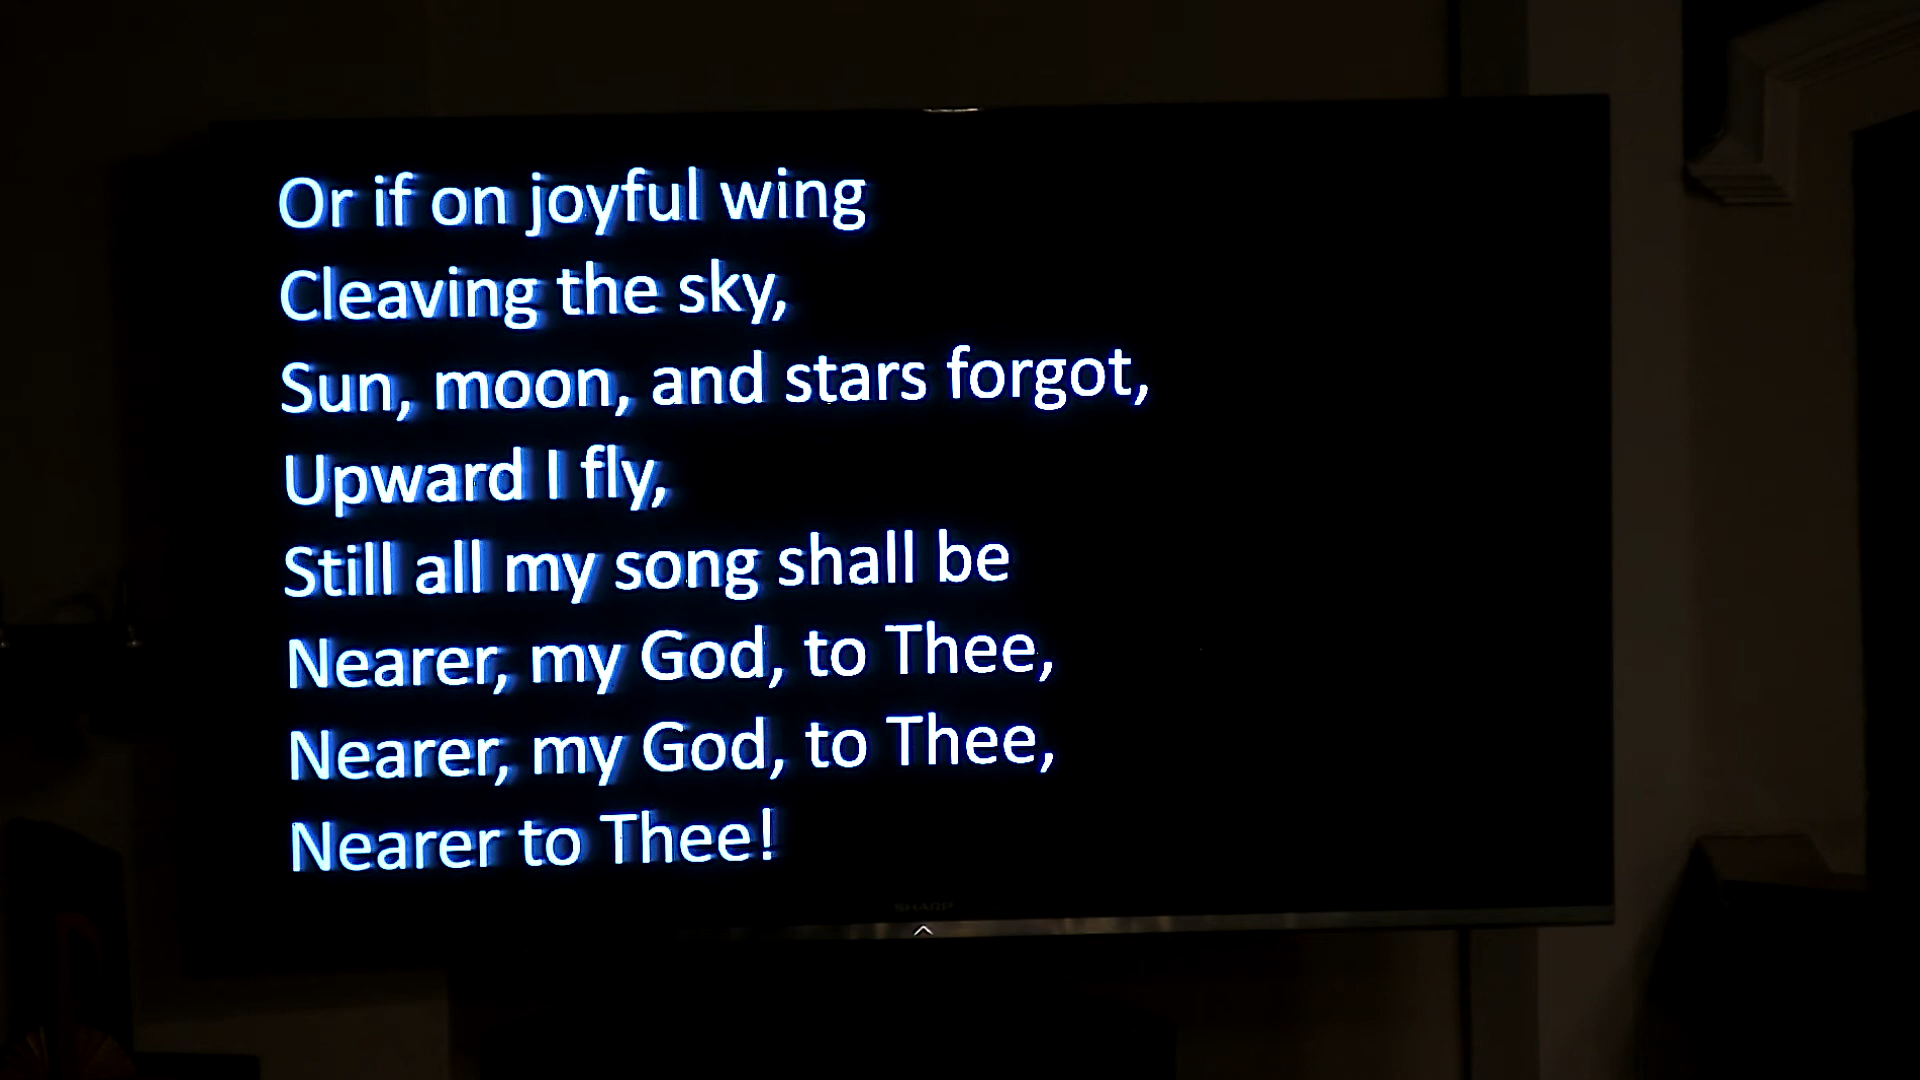 Or if on joyful wing
Cleaving the sky,
Sun, moon, and stars forgot,
Upward I fly,
Still all my song shall be
Nearer, my God, to Thee,
Nearer, my God, to Thee,
Nearer to Thee!
SHARP